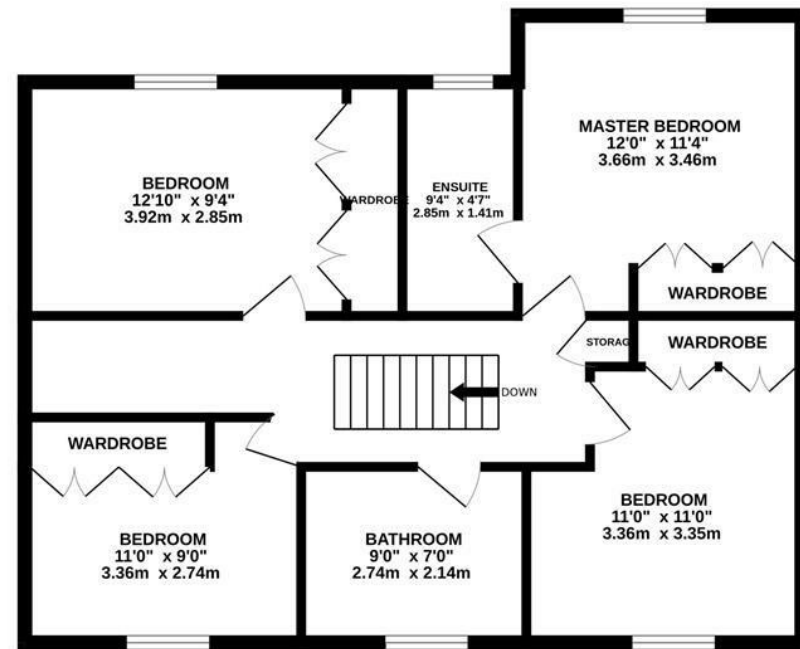 MASTER BEDROOM
12'0" x 11'4"
3.66m x 3.46m
BEDROOM
12'10" x 9'4"
3.92m x 2.85m
WARDROBE
ENSUITE
9'4" x 4'7"
2.85m x 1.41m
WARDROBE
STORAG
WARDROBE
DOWN
WARDROBE
BEDROOM
11'0" x 9'0"
3.36m x 2.74m
BATHROOM
9'0" x 7'0"
2.74m x 2.14m
BEDROOM
11'0" x 11'0"
3.36m x 3.35m